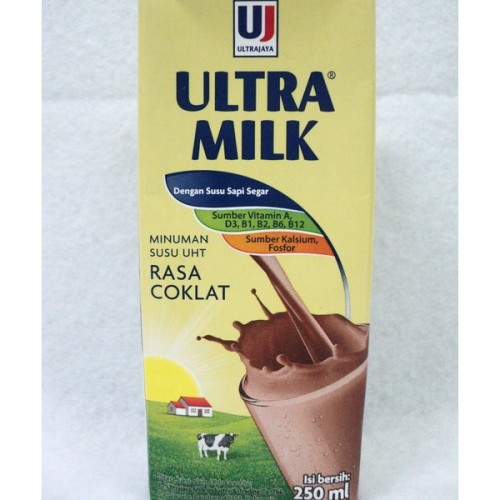 UJ
ULTRAJAYA
ULTRA®
MILK
Dengan Susu Sapi Segar
Sumber Vitamin A,
D3, B1, B2, B6, B12
Sumber Kalsium,
Fosfor
MINUMAN
SUSU UHT
RASA
COKLAT
Isi bersih:
250 ml